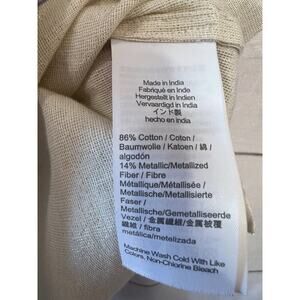 Made in India
Fabriqué en Inde
Hergestellt in Indien
Vervaardigd in India
インド製
hecho en India
86% Cotton / Coton /
Baumwolle / Katoen / 綿 /
algodón
14% Metallic/Metallized
Fiber / Fibre
Métallique/Métallisée /
Metallische/Metallisierte
Faser /
Metallische/Gemetalliseerde
Vezel / 金属繊維/金属被覆
繊維 / fibra
metálica/metalizada
Machine Wash Cold With Like
Colors, Non-Chlorine Bleach